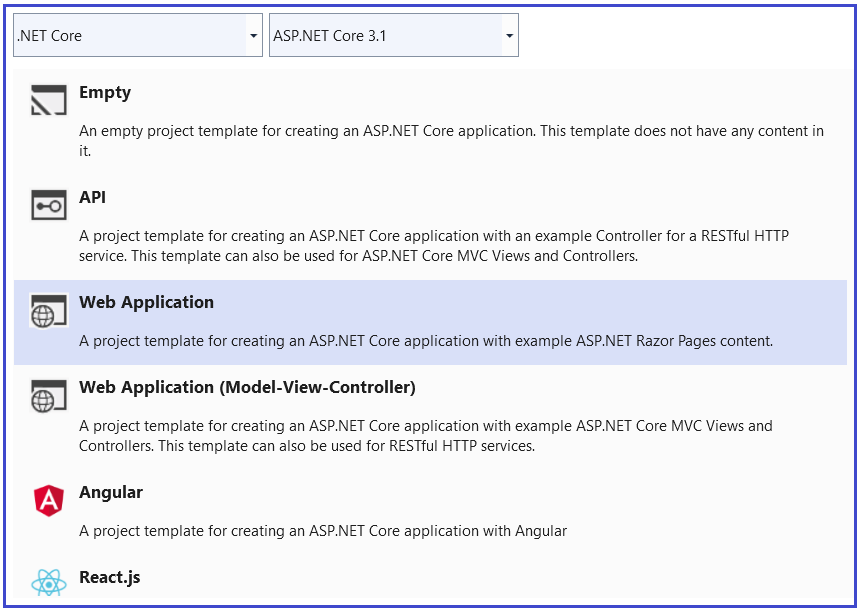 .NET Core
ASP.NET Core 3.1
Empty
An empty project template for creating an ASP.NET Core application. This template does not have any content in
it.
API
A project template for creating an ASP.NET Core application with an example Controller for a RESTful HTTP
service. This template can also be used for ASP.NET Core MVC Views and Controllers.
Web Application
A project template for creating an ASP.NET Core application with example ASP.NET Razor Pages content.
Web Application (Model-View-Controller)
A project template for creating an ASP.NET Core application with example ASP.NET Core MVC Views and
Controllers. This template can also be used for RESTful HTTP services.
Angular
A project template for creating an ASP.NET Core application with Angular
React.js